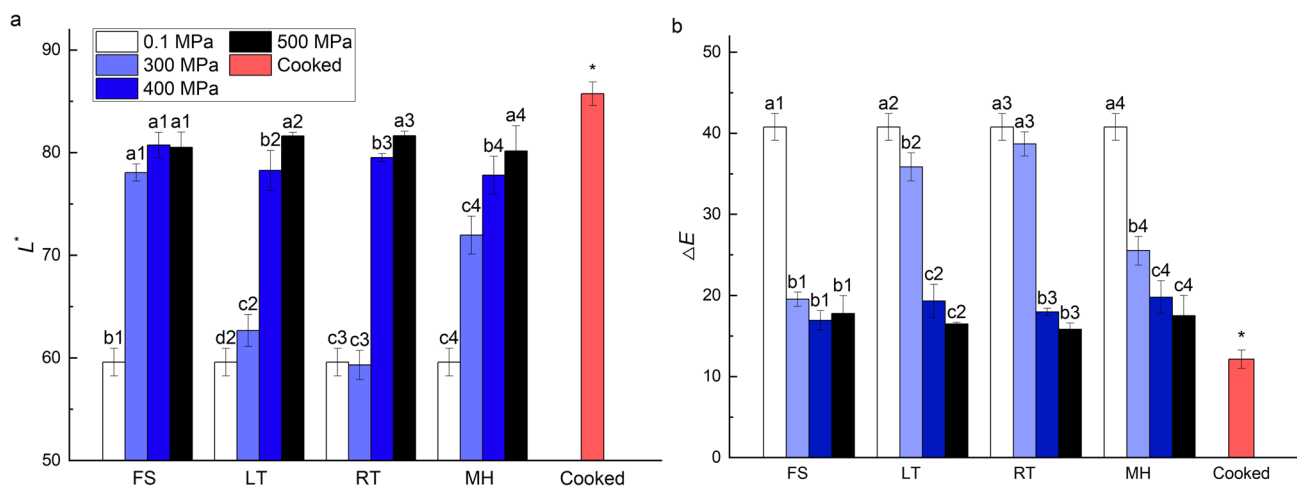 a
0.1 MPa 500 MPa
300 MPa Cooked
400 MPa
L*
90
80
70
60
50
b1 a1 a1 a1
d2 c2 b2 a2
c3 c3 b3 a3
c4 c4 b4 a4
*
FS LT RT MH Cooked
b
△E
50
40
30
20
10
0
a1 b1 b1 b1
a2 b2 c2 c2
a3 a3 b3 b3
a4 b4 c4 c4
*
FS LT RT MH Cooked